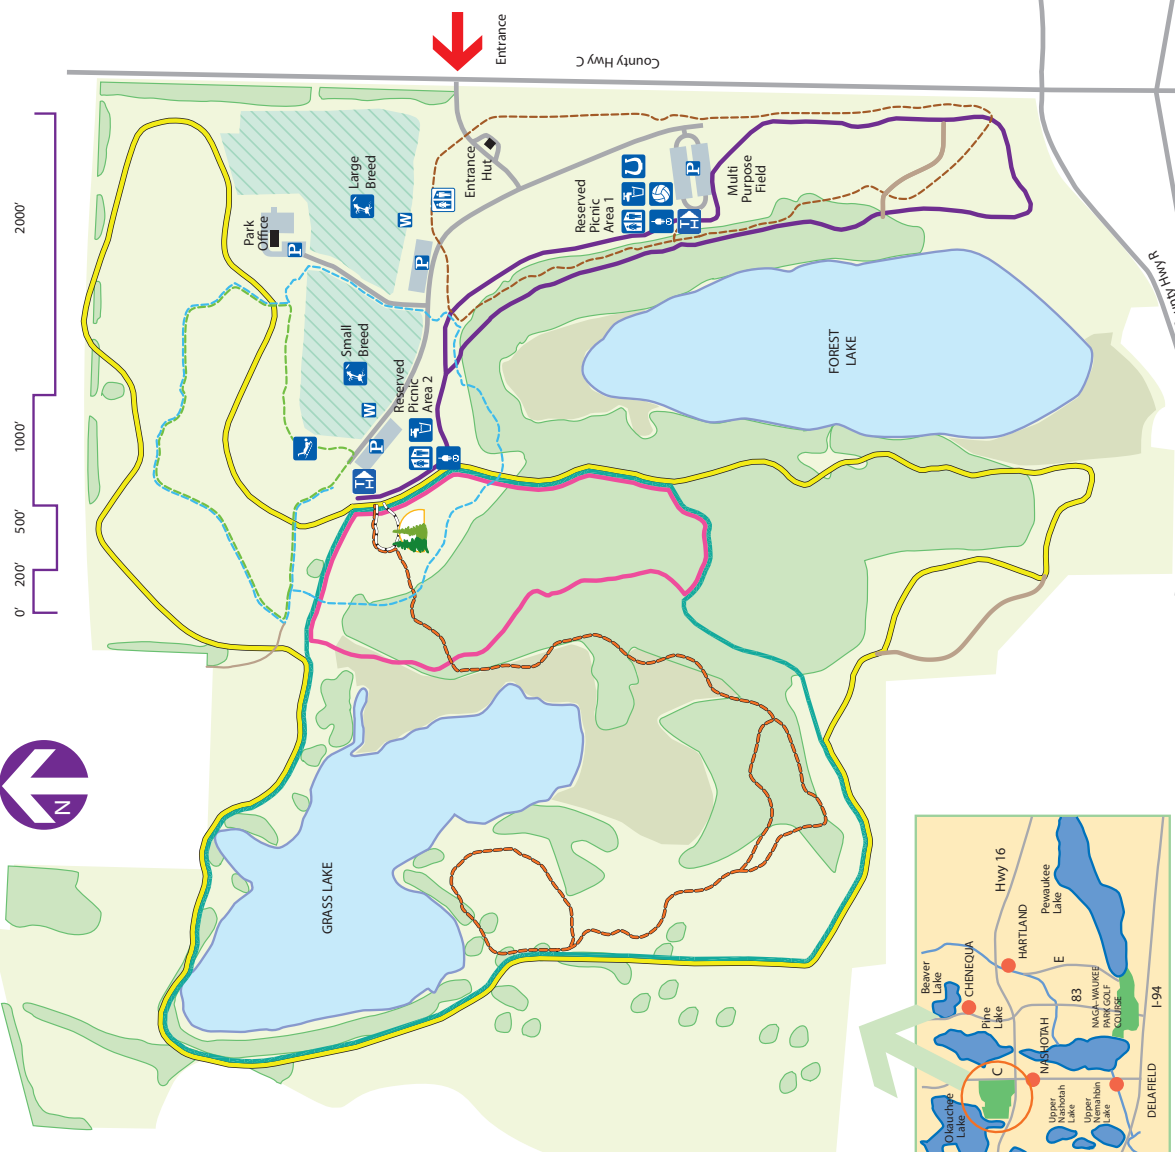 Entrance
County Hwy C
Entrance
Hut
Large
Breed
W
Park
Office
P
P
Reserved
Picnic
Area 1
P
TH
Multi
Purpose
Field
Small
Breed
W
Reserved
Picnic
Area 2
P
TH
FOREST
LAKE
GRASS LAKE
2000'
1000'
500'
200'
0'
N
Hwy 16
Pewaukee
Lake
HARTLAND
E
Beaver
Lake
CHENEQUA
Pine
Lake
83
NAGA-WAUKEE
PARK GOLF
COURSE
I-94
NASHOTAH
C
Okauchee
Lake
Upper
Nashotah
Lake
Upper
Nemahbin
Lake
DELAFIELD
Hwy R